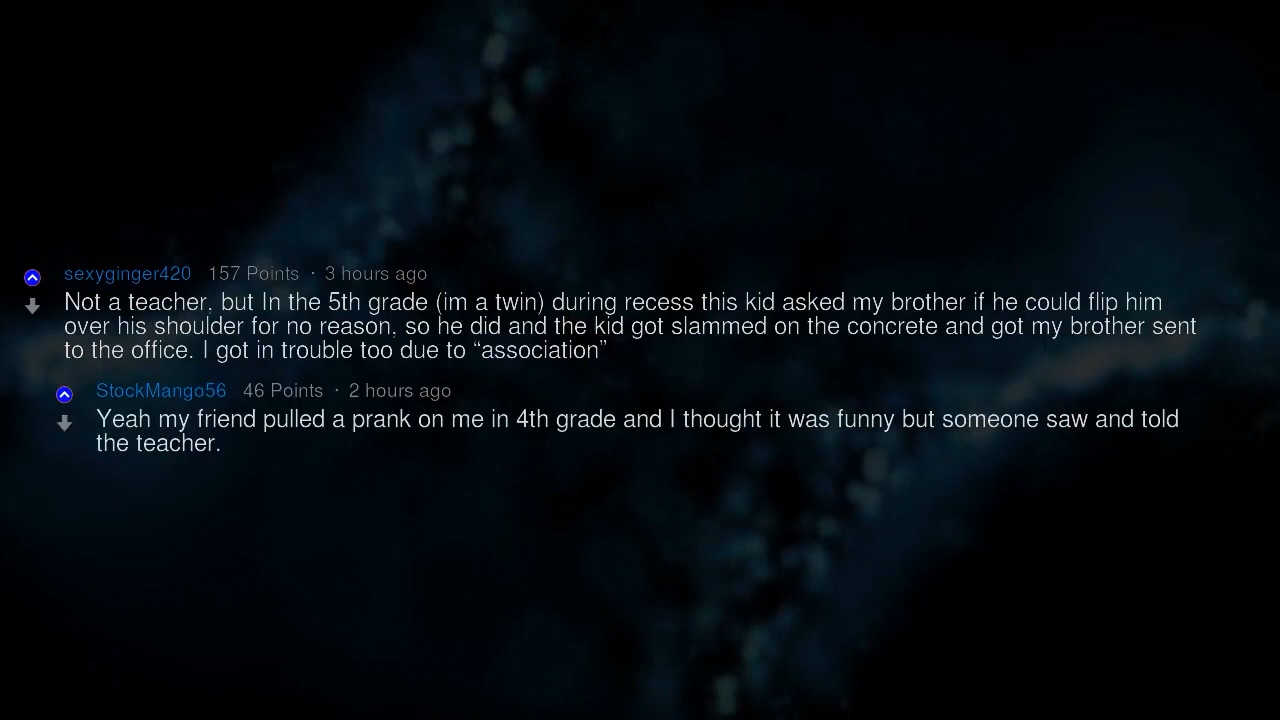 sexyginger420 157 Points · 3 hours ago
Not a teacher, but In the 5th grade (im a twin) during recess this kid asked my brother if he could flip him
over his shoulder for no reason, so he did and the kid got slammed on the concrete and got my brother sent
to the office. I got in trouble too due to “association”
StockMango56 46 Points · 2 hours ago
Yeah my friend pulled a prank on me in 4th grade and I thought it was funny but someone saw and told
the teacher.